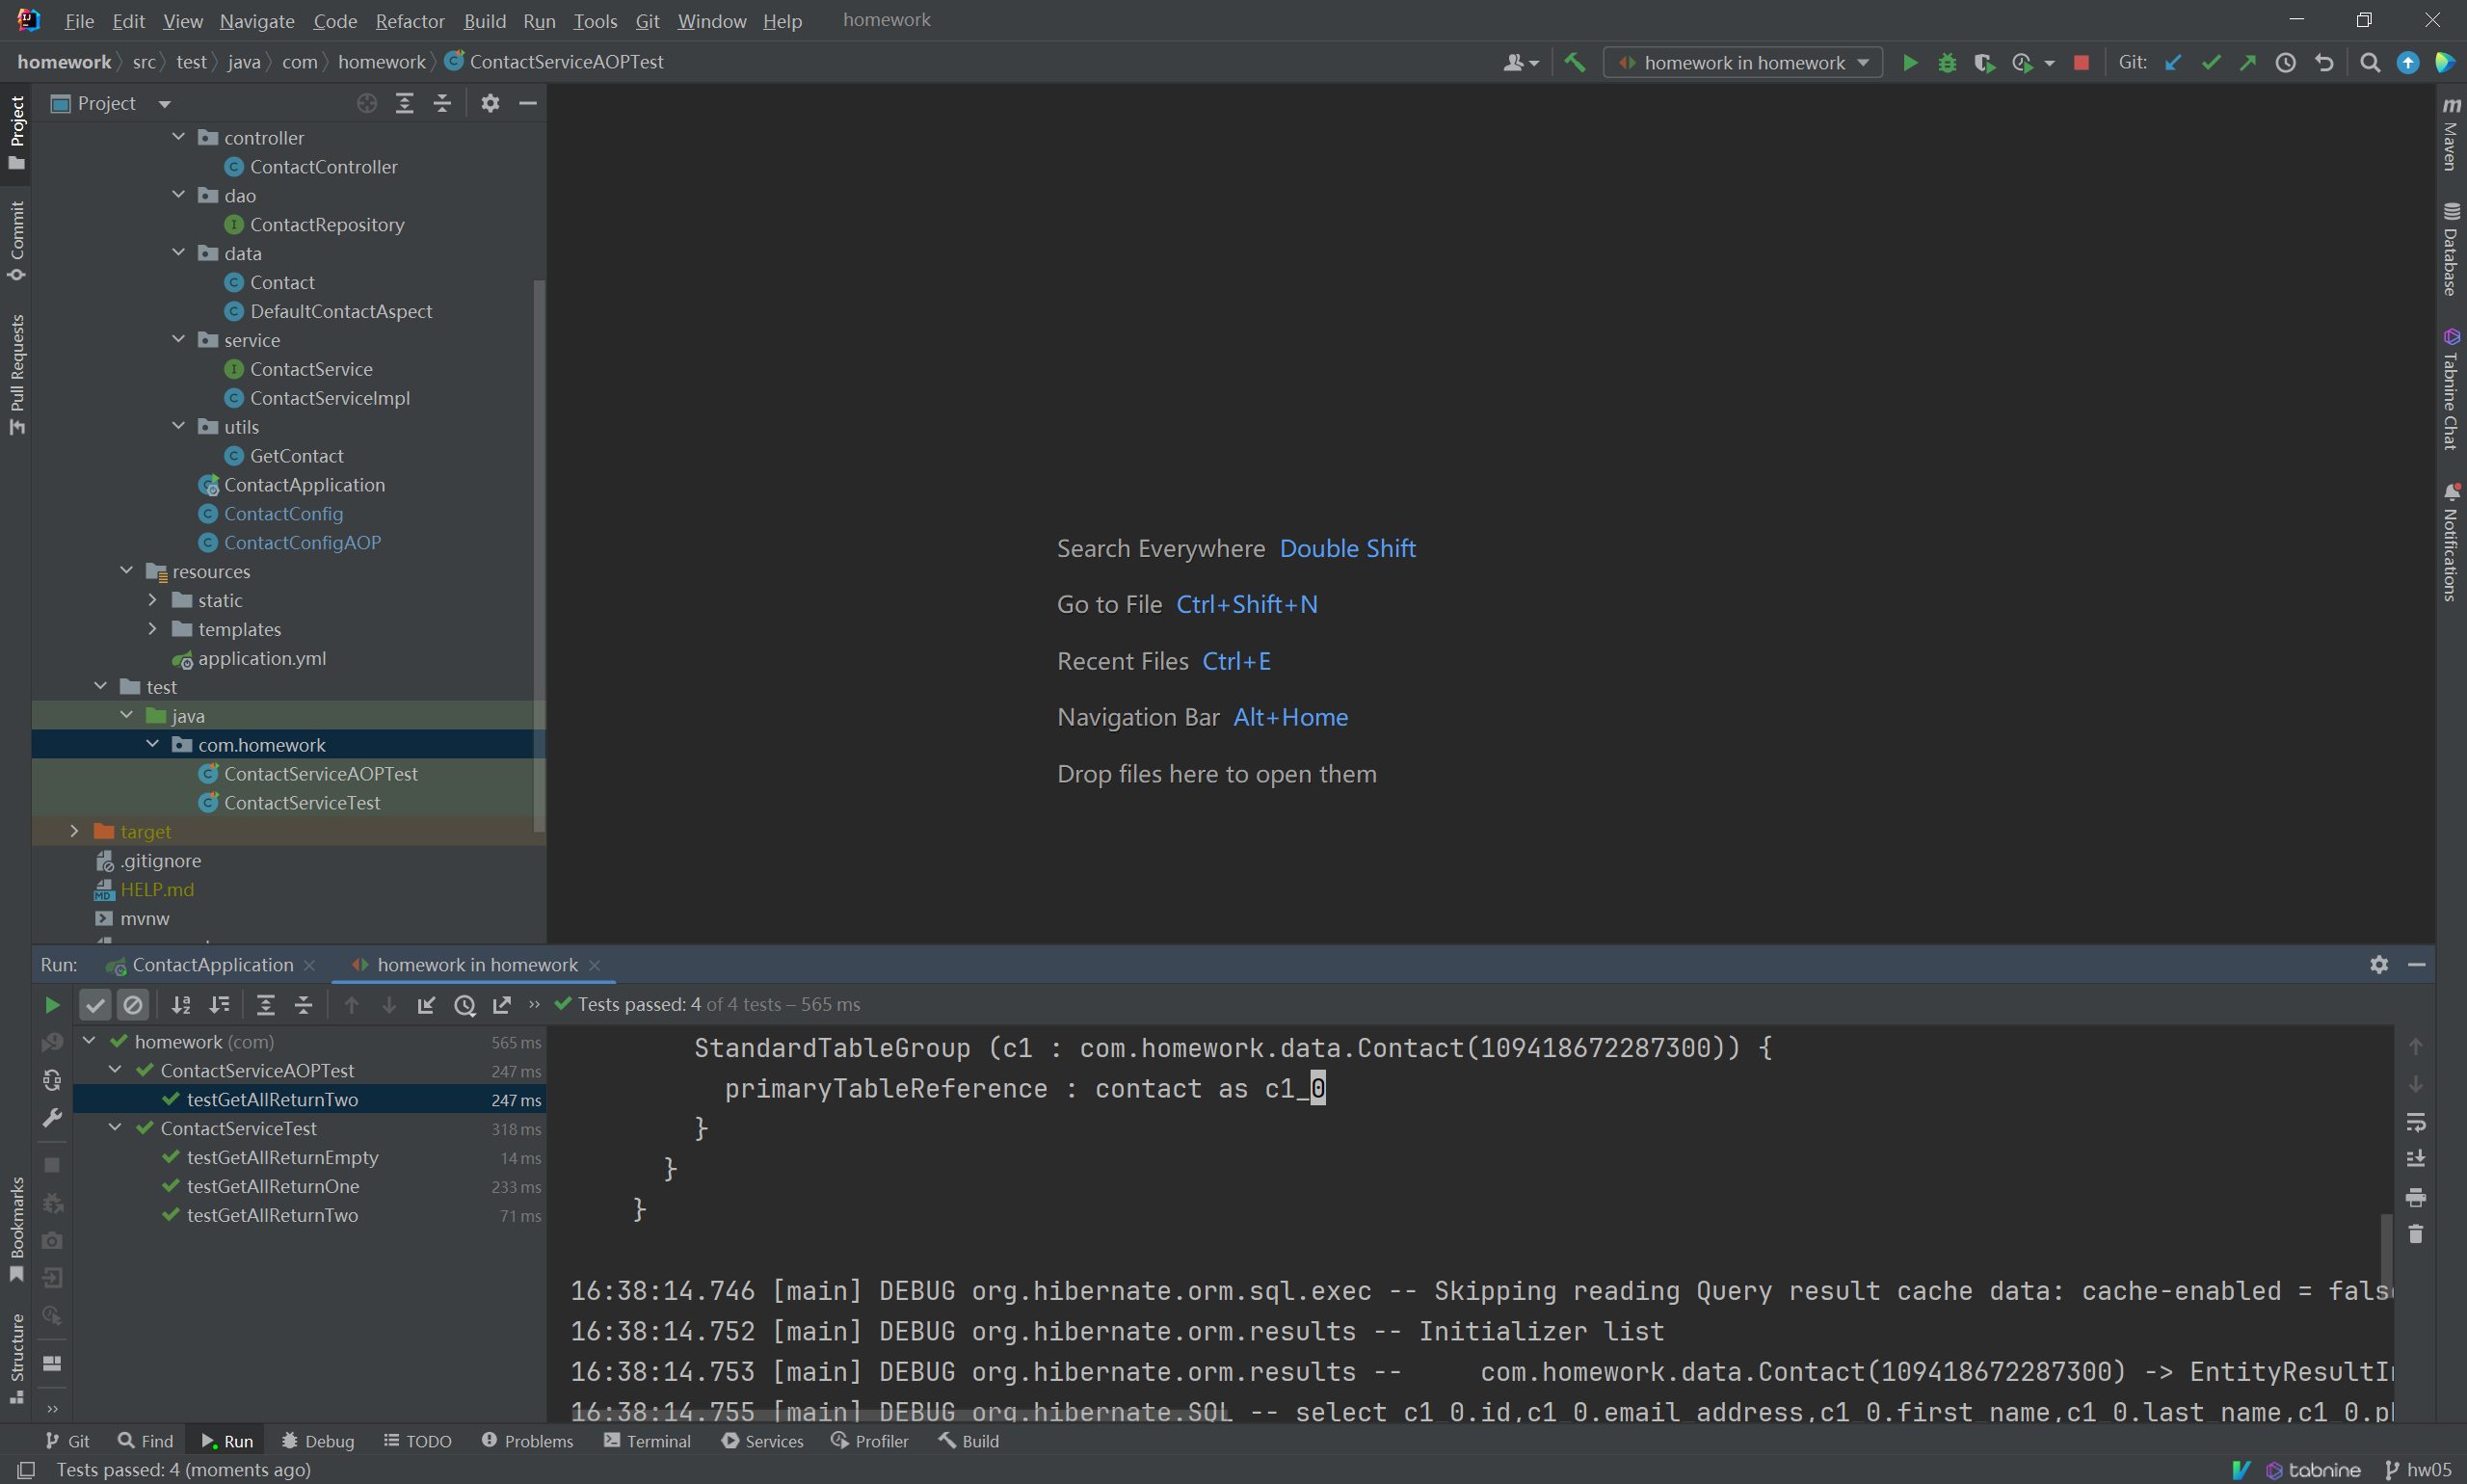 File Edit View Navigate Code Refactor Build Run Tools Git Window Help homework
homework src test java com homework ContactServiceAOPTest
homework in homework
Git:
Project
controller
ContactController
dao
ContactRepository
data
Contact
DefaultContactAspect
service
ContactService
ContactServiceImpl
utils
GetContact
ContactApplication
ContactConfig
ContactConfigAOP
resources
static
templates
application.yml
test
java
com.homework
ContactServiceAOPTest
ContactServiceTest
target
.gitignore
HELP.md
mvnw
Project
Commit
Pull Requests
Bookmarks
Structure
Search Everywhere Double Shift
Go to File Ctrl+Shift+N
Recent Files Ctrl+E
Navigation Bar Alt+Home
Drop files here to open them
Maven
Database
Tabnine Chat
Notifications
Run: ContactApplication homework in homework
Tests passed: 4 of 4 tests – 565 ms
homework (com) 565 ms
ContactServiceAOPTest 247 ms
testGetAllReturnTwo 247 ms
ContactServiceTest 318 ms
testGetAllReturnEmpty 14 ms
testGetAllReturnOne 233 ms
testGetAllReturnTwo 71 ms
StandardTableGroup (c1 : com.homework.data.Contact(109418672287300)) {
primaryTableReference : contact as c1_0
}
}
}
16:38:14.746 [main] DEBUG org.hibernate.orm.sql.exec -- Skipping reading Query result cache data: cache-enabled = fals
16:38:14.752 [main] DEBUG org.hibernate.orm.results -- Initializer list
16:38:14.753 [main] DEBUG org.hibernate.orm.results -- com.homework.data.Contact(109418672287300) -> EntityResultI
16:38:14.755 [main] DEBUG org.hibernate.SQL -- select c1_0.id,c1_0.email_address,c1_0.first_name,c1_0.last_name,c1_0.p
Git Find Run Debug TODO Problems Terminal Services Profiler Build
Tests passed: 4 (moments ago)
tabnine hw05